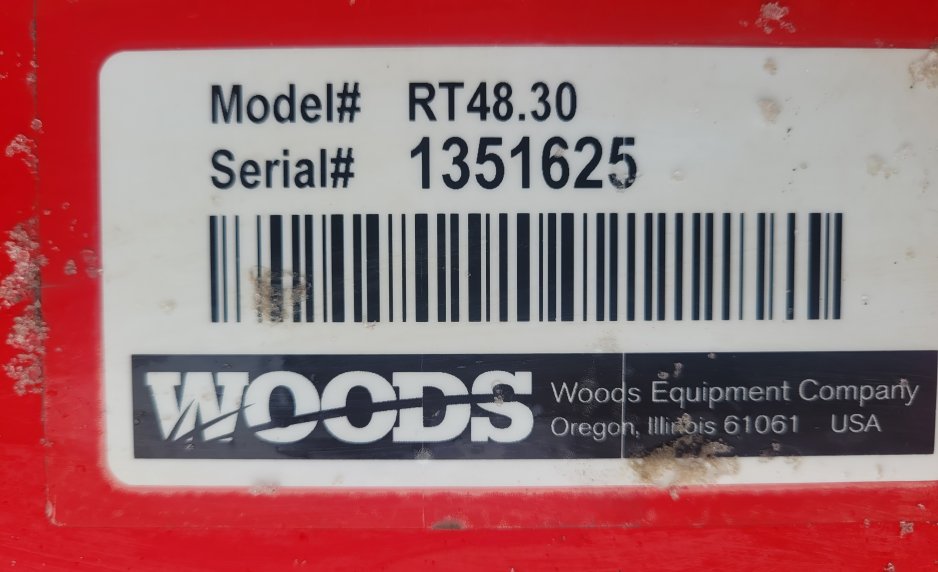 Model# RT48.30
Serial# 1351625
WOODS
Woods Equipment Company
Oregon, Illinois 61061 USA